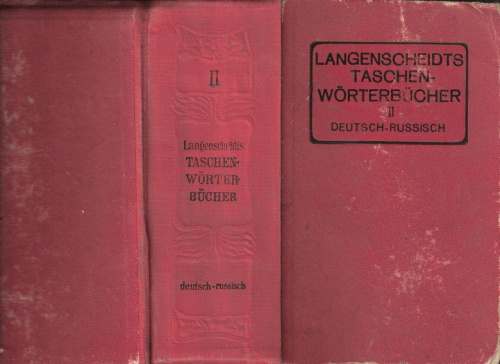 II
Langenscheidts
TASCHEN-
WÖRTER-
BÜCHER
deutsch-russisch
LANGENSCHEIDTS
TASCHEN-
WÖRTERBÜCHER
II
DEUTSCH-RUSSISCH